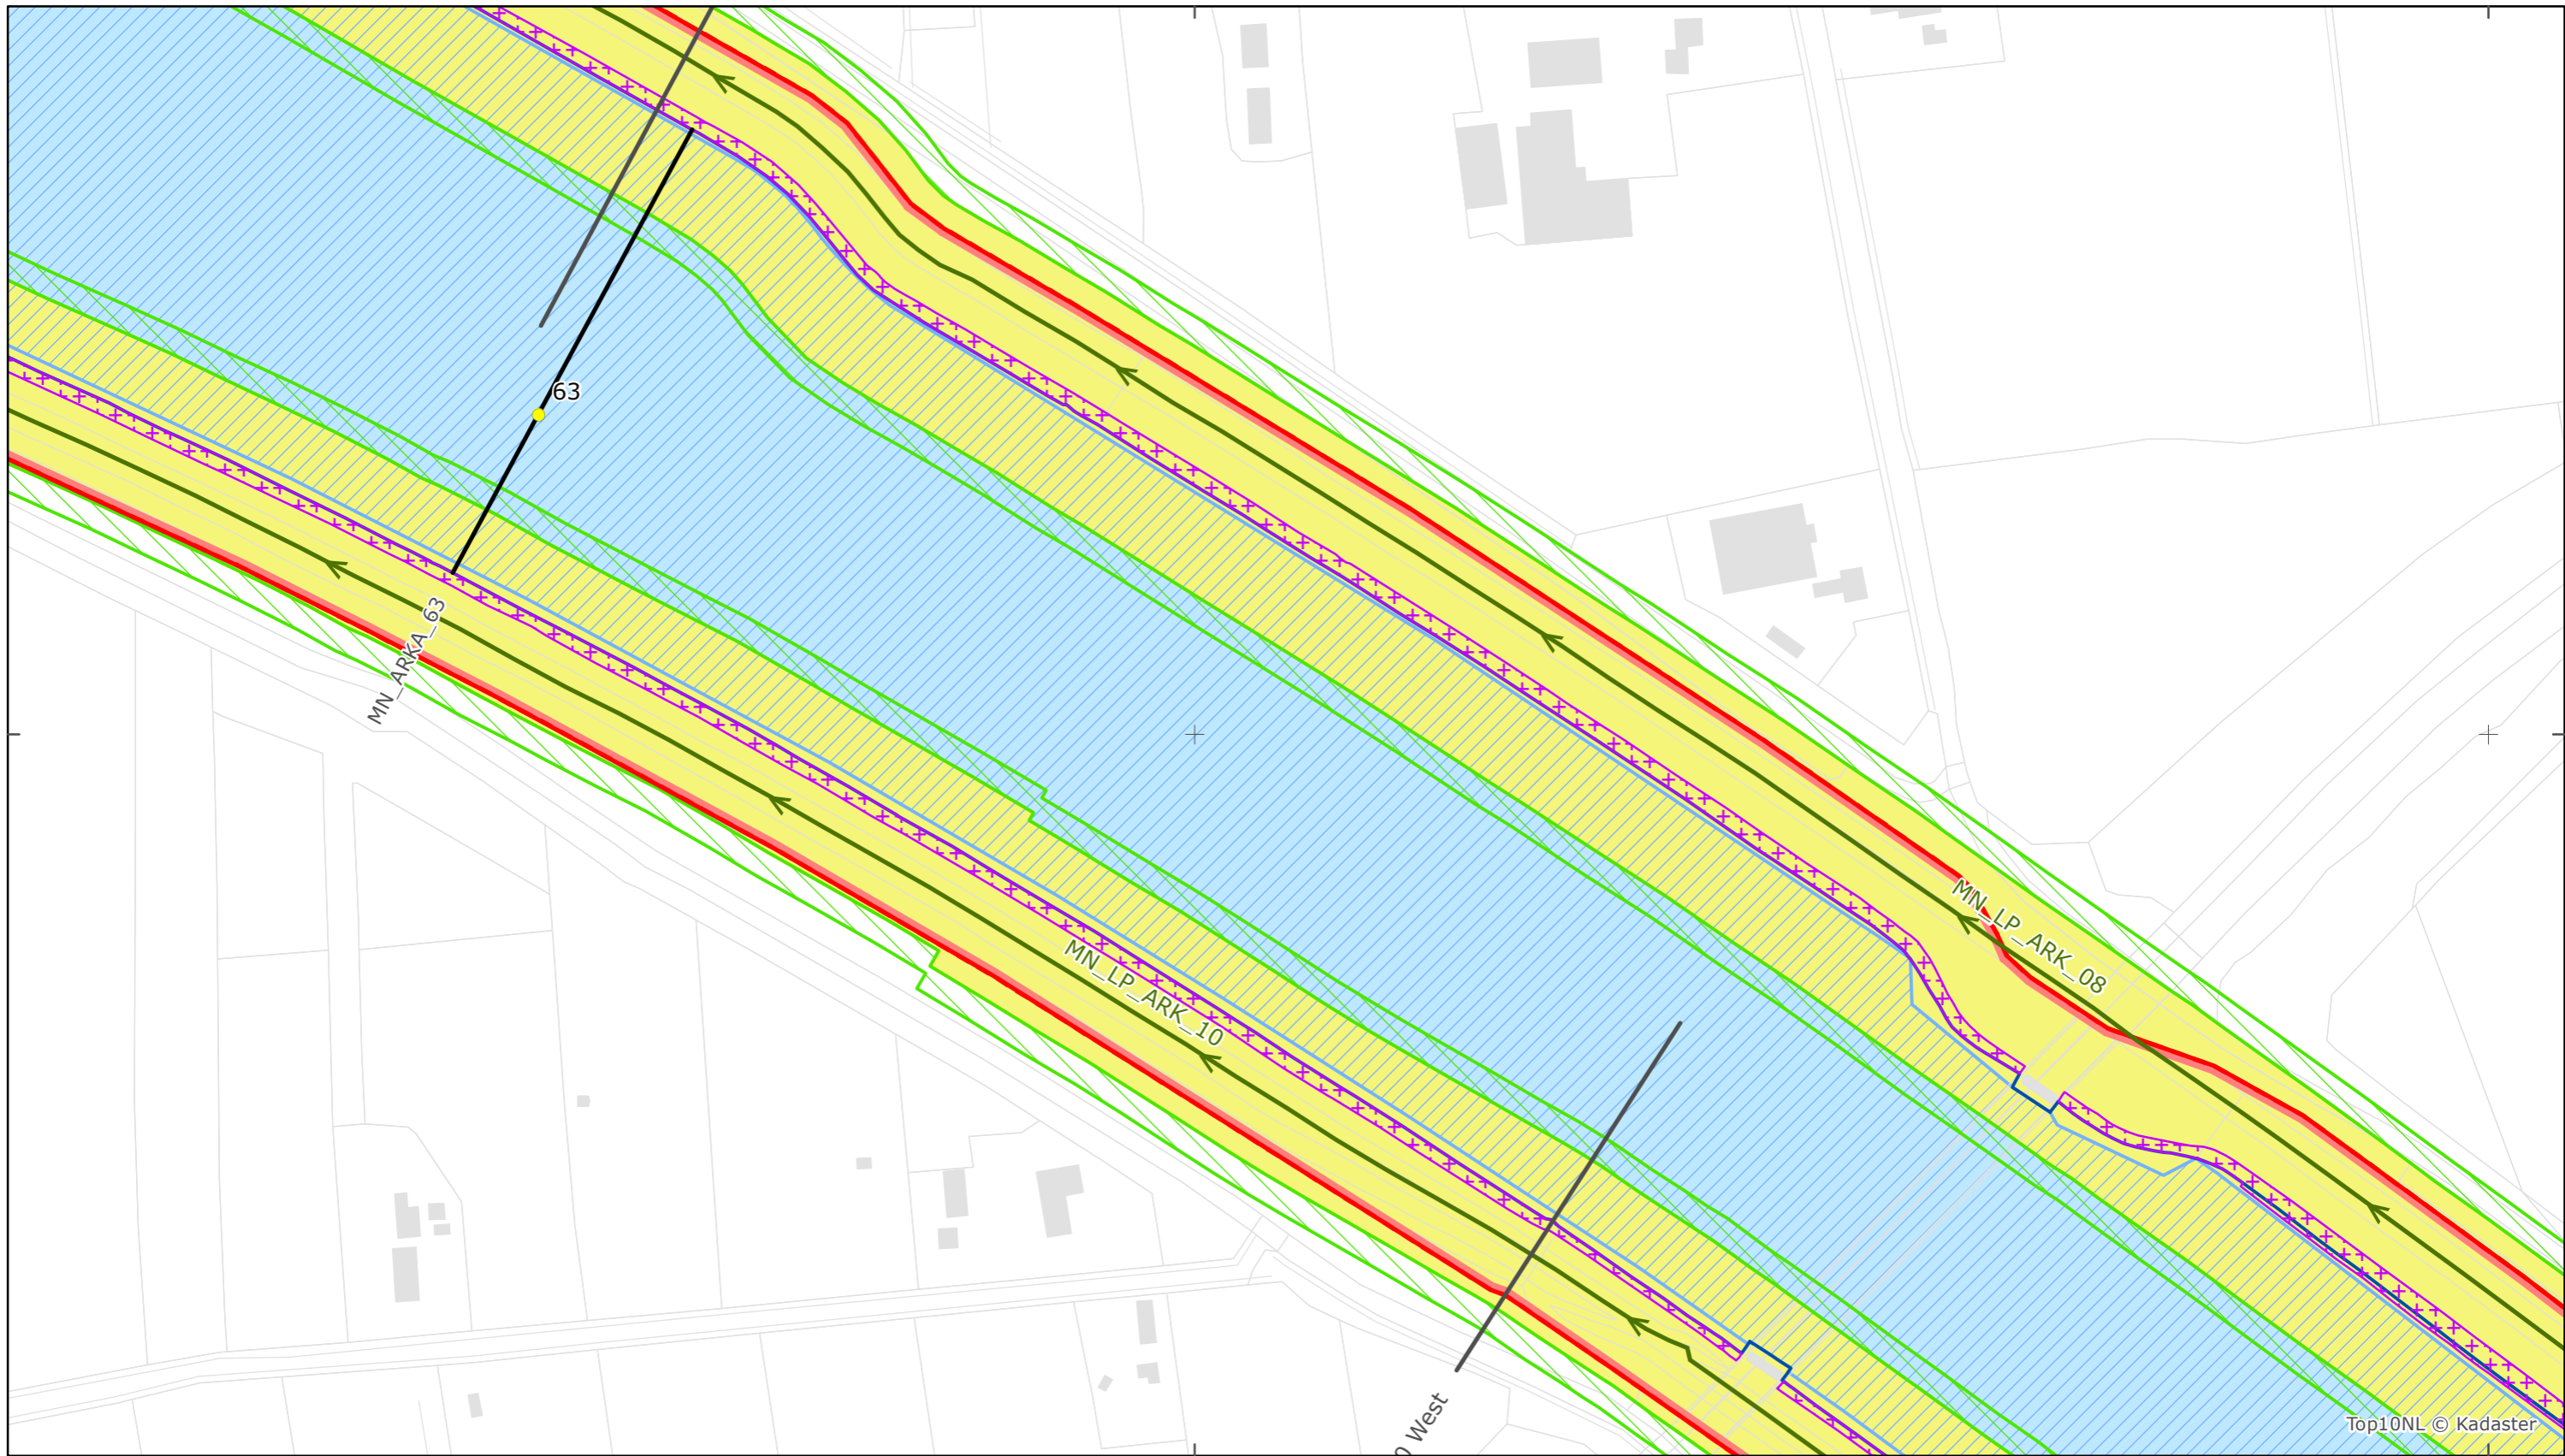 63
MN_ARKA_63
MN_LP_ARK_08
MN_LP_ARK_10
West
Top10NL © Kadaster